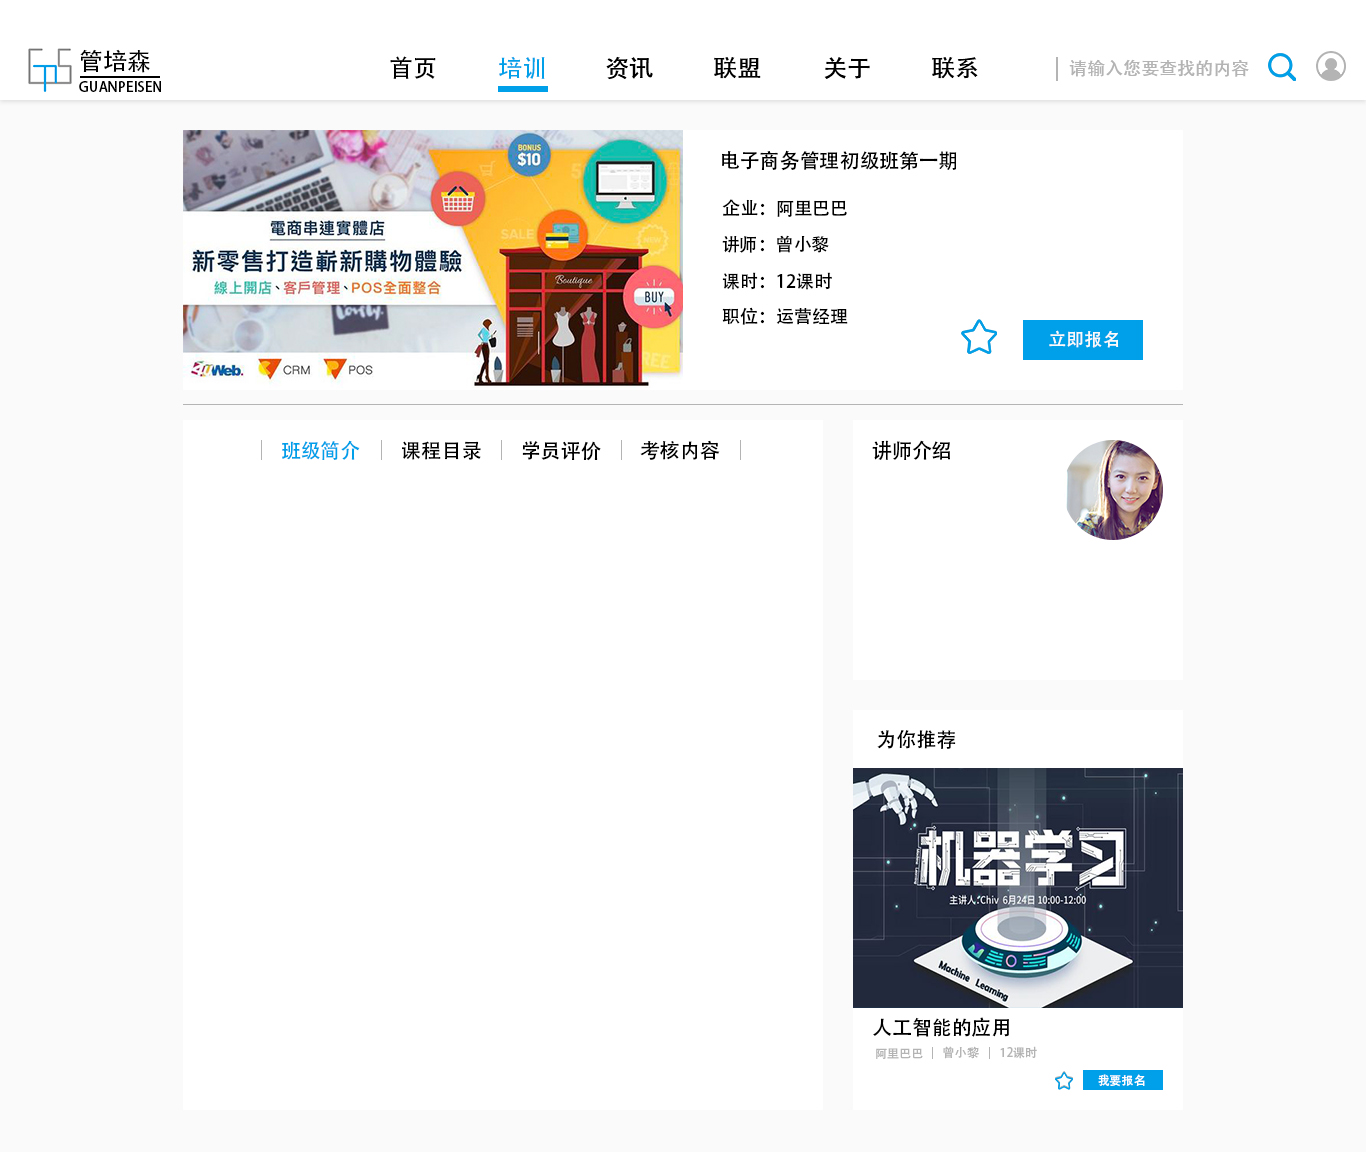 管培森
GUANPEISEN
首页 培训 资讯 联盟 关于 联系
请输入您要查找的内容
BONUS
$10
SALE
NEW
電商串連實體店
新零售打造嶄新購物體驗
線上開店、客戶管理、POS全面整合
Boutique
BUY
FREE
Web.
CRM
POS
电子商务管理初级班第一期
企业：阿里巴巴
讲师：曾小黎
课时：12课时
职位：运营经理
立即报名
班级简介 课程目录 学员评价 考核内容
讲师介绍
为你推荐
机器学习
主讲人:Chiv 6月24日 10:00-12:00
Machine Learning
人工智能的应用
阿里巴巴 曾小黎 12课时
我要报名